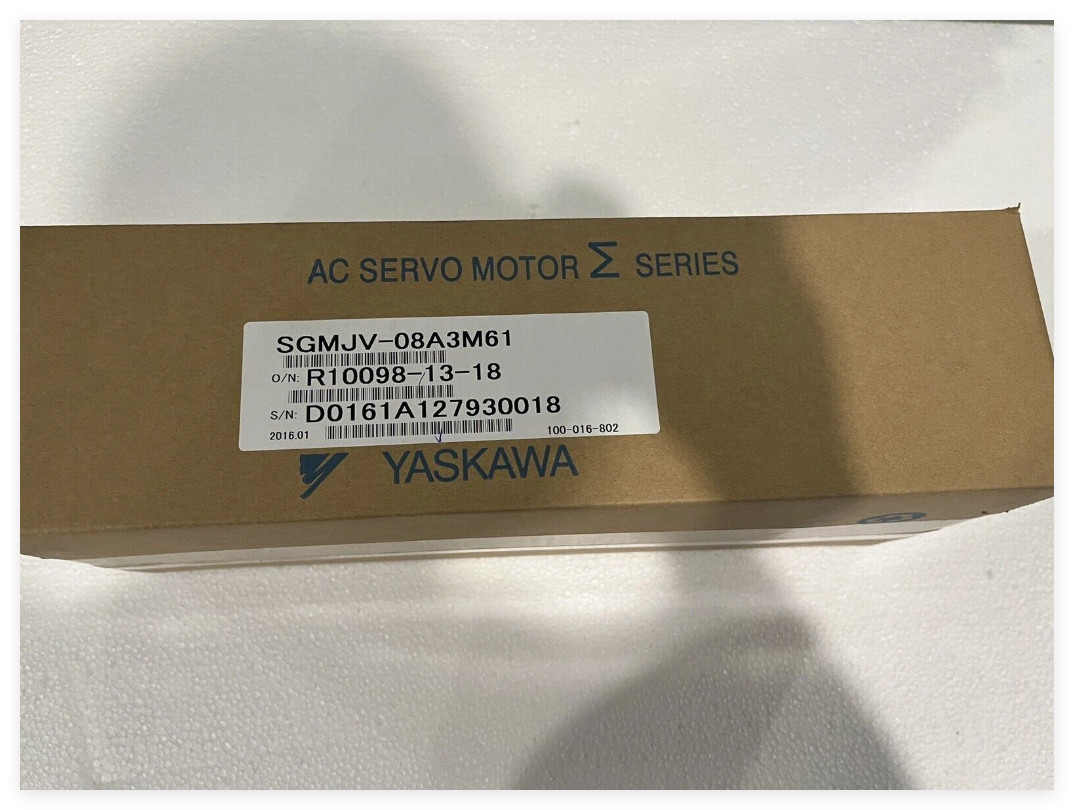 AC SERVO MOTOR Σ SERIES
SGMJV-08A3M61
O/N: R10098-13-18
S/N: D0161A127930018
2016.01 100-016-802
YASKAWA